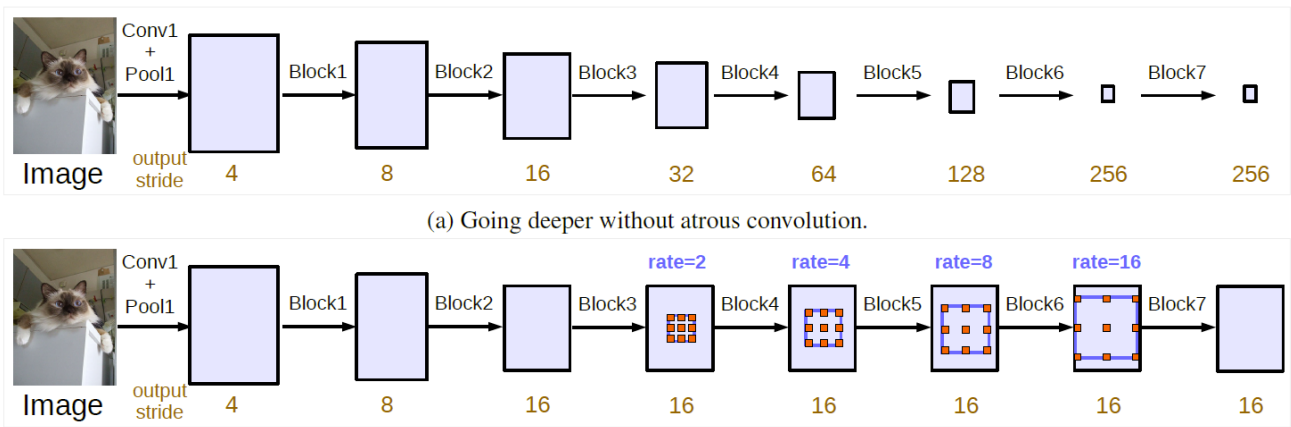 Conv1
+
Pool1
Block1
Block2
Block3
Block4
Block5
Block6
Block7
Image
output
stride
4
8
16
32
64
128
256
256
(a) Going deeper without atrous convolution.
rate=2
rate=4
rate=8
rate=16
Conv1
+
Pool1
Block1
Block2
Block3
Block4
Block5
Block6
Block7
Image
output
stride
4
8
16
16
16
16
16
16